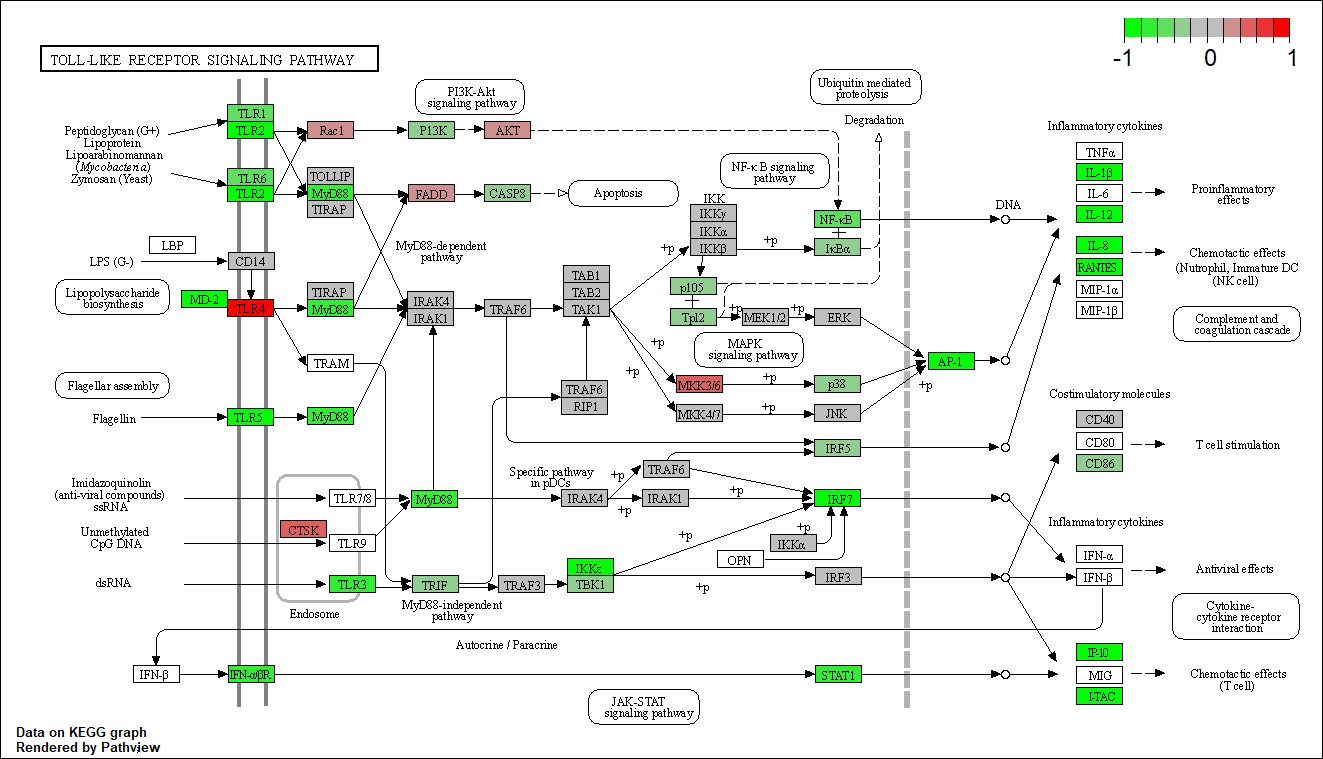 -1 0 1
TOLL-LIKE RECEPTOR SIGNALING PATHWAY
PI3K-Akt
signaling pathway
Ubiquitin mediated
proteolysis
Degradation
Inflammatory cytokines
Peptidoglycan (G+)
Lipoprotein
Lipoarabinomannan
(Mycobacteria)
Zymosan (Yeast)
TLR1
TLR2
TLR6
TLR2
Rac1
P13K
AKT
TOLLIP
MyD88
TIRAP
FADD
CASP8
Apoptosis
NF-κB signaling
pathway
IKK
IKKγ
IKKα
IKKβ
+p
+p
NF-κB
IκBα
DNA
TNFα
IL-1β
IL-6
IL-12
Proinflammatory
effects
IL-8
RANTES
MIP-1α
MIP-1β
Chemotactic effects
(Nutrophil, Immature DC
(NK cell)
Complement and
coagulation cascade
LBP
LPS (G-)
CD14
MyD88-dependent
pathway
Lipopolysaccharide
biosynthesis
MD-2
TLR4
TIRAP
MyD88
IRAK4
IRAK1
TRAF6
TAB1
TAB2
TAK1
p105
Tpl2
+p
MEK1/2
+p
ERK
MAPK
signaling pathway
+p
MKK3/6
+p
p38
+p
MKK4/7
+p
JNK
AP-1
+p
TRAM
TRAF6
RIP1
Flagellar assembly
Flagellin
TLR5
MyD88
IRF5
Costimulatory molecules
CD40
CD80
CD86
T cell stimulation
Imidazoquinolin
(anti-viral compounds)
ssRNA
TLR7/8
MyD88
Specific pathway
in pDCs
IRAK4
+p
+p
TRAF6
IRAK1
+p
IRF7
Unmethylated
CpG DNA
CTSK
TLR9
+p
IKKα
+p
OPN
Inflammatory cytokines
IFN-α
IFN-β
Antiviral effects
dsRNA
TLR3
Endosome
TRIF
MyD88-independent
pathway
TRAF3
IKKε
TBK1
+p
IRF3
Cytokine-
cytokine receptor
interaction
Autocrine / Paracrine
IFN-β
IFN-α/βR
STAT1
JAK-STAT
signaling pathway
IP-10
MIG
I-TAC
Chemotactic effects
(T cell)
Data on KEGG graph
Rendered by Pathview